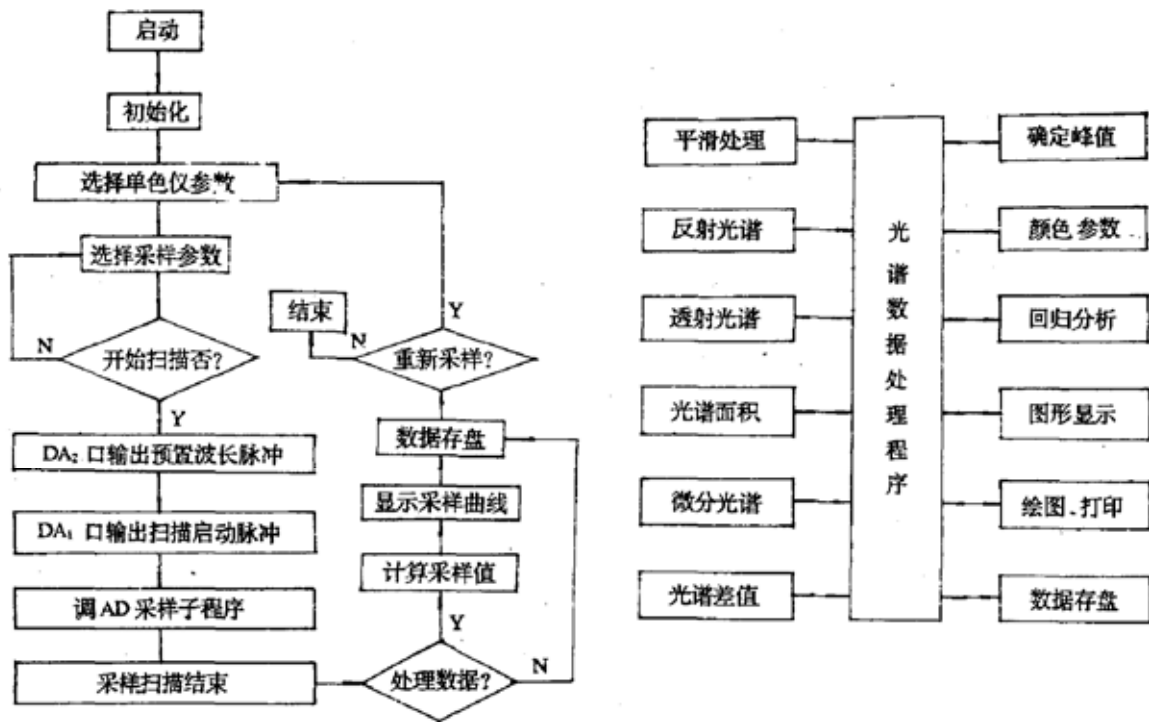 启动
初始化
选择单色仪参数
选择采样参数
N
开始扫描否?
Y
DA₂ 口输出预置波长脉冲
DA₁ 口输出扫描启动脉冲
调 AD 采样子程序
采样扫描结束
处理数据?
N
Y
计算采样值
显示采样曲线
数据存盘
重新采样?
N
结束
Y
平滑处理
反射光谱
透射光谱
光谱面积
微分光谱
光谱差值
光谱数据处理程序
确定峰值
颜色参数
回归分析
图形显示
绘图、打印
数据存盘